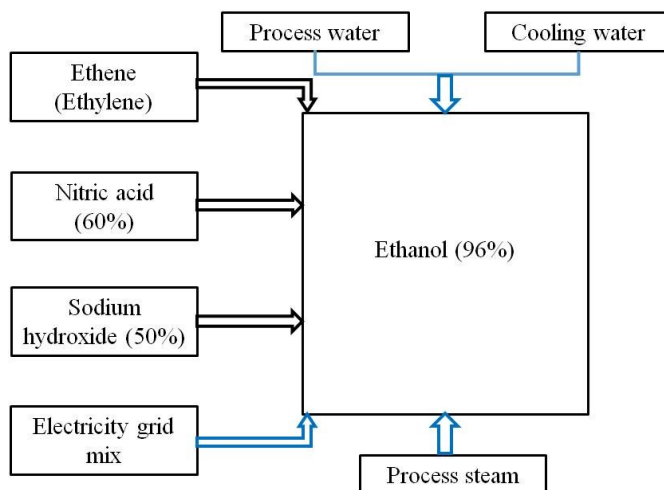 Process water
Cooling water
Ethene
(Ethylene)
Nitric acid
(60%)
Ethanol (96%)
Sodium
hydroxide (50%)
Electricity grid
mix
Process steam